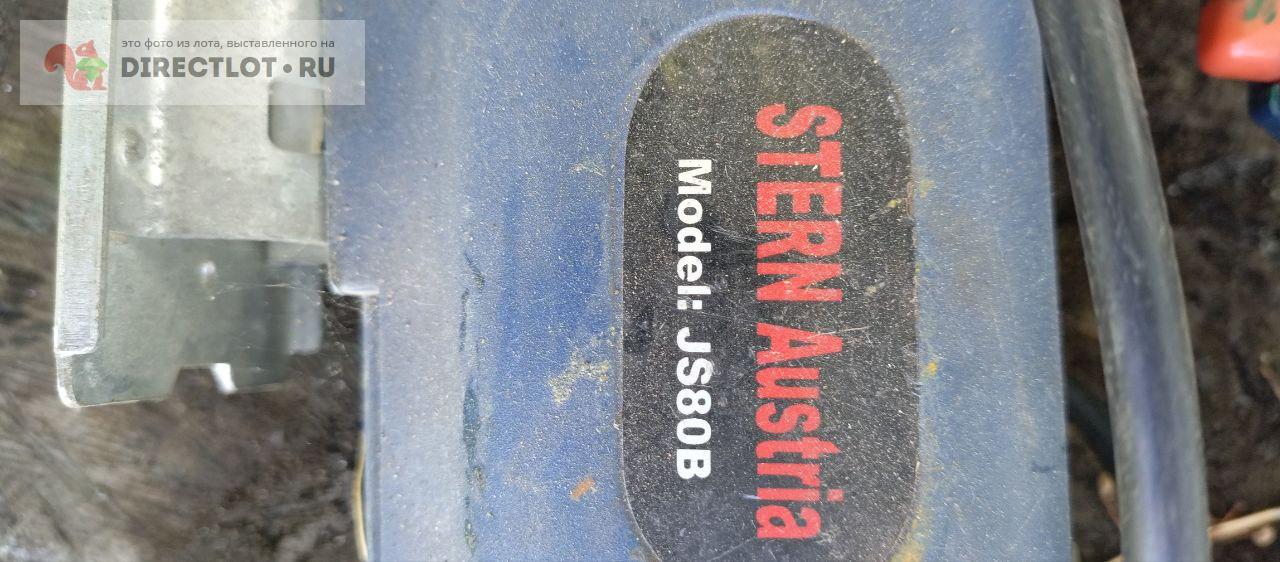 это фото из лота, выставленного на
DIRECTLOT.RU
STERN Austria
Model: JS80B